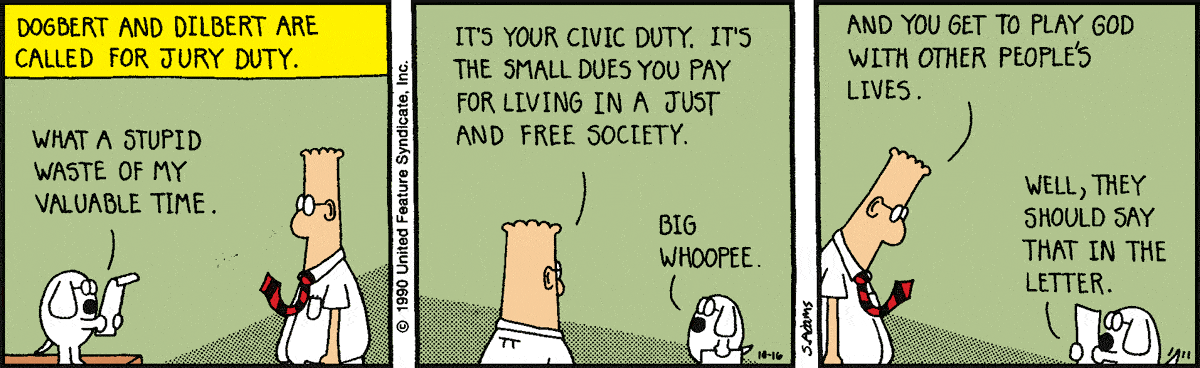 DOGBERT AND DILBERT ARE
CALLED FOR JURY DUTY.
WHAT A STUPID
WASTE OF MY
VALUABLE TIME.
© 1990 United Feature Syndicate, Inc.
IT'S YOUR CIVIC DUTY. IT'S
THE SMALL DUES YOU PAY
FOR LIVING IN A JUST
AND FREE SOCIETY.
BIG
WHOOPEE.
10-16
S.Adams
AND YOU GET TO PLAY GOD
WITH OTHER PEOPLE'S
LIVES.
WELL, THEY
SHOULD SAY
THAT IN THE
LETTER.